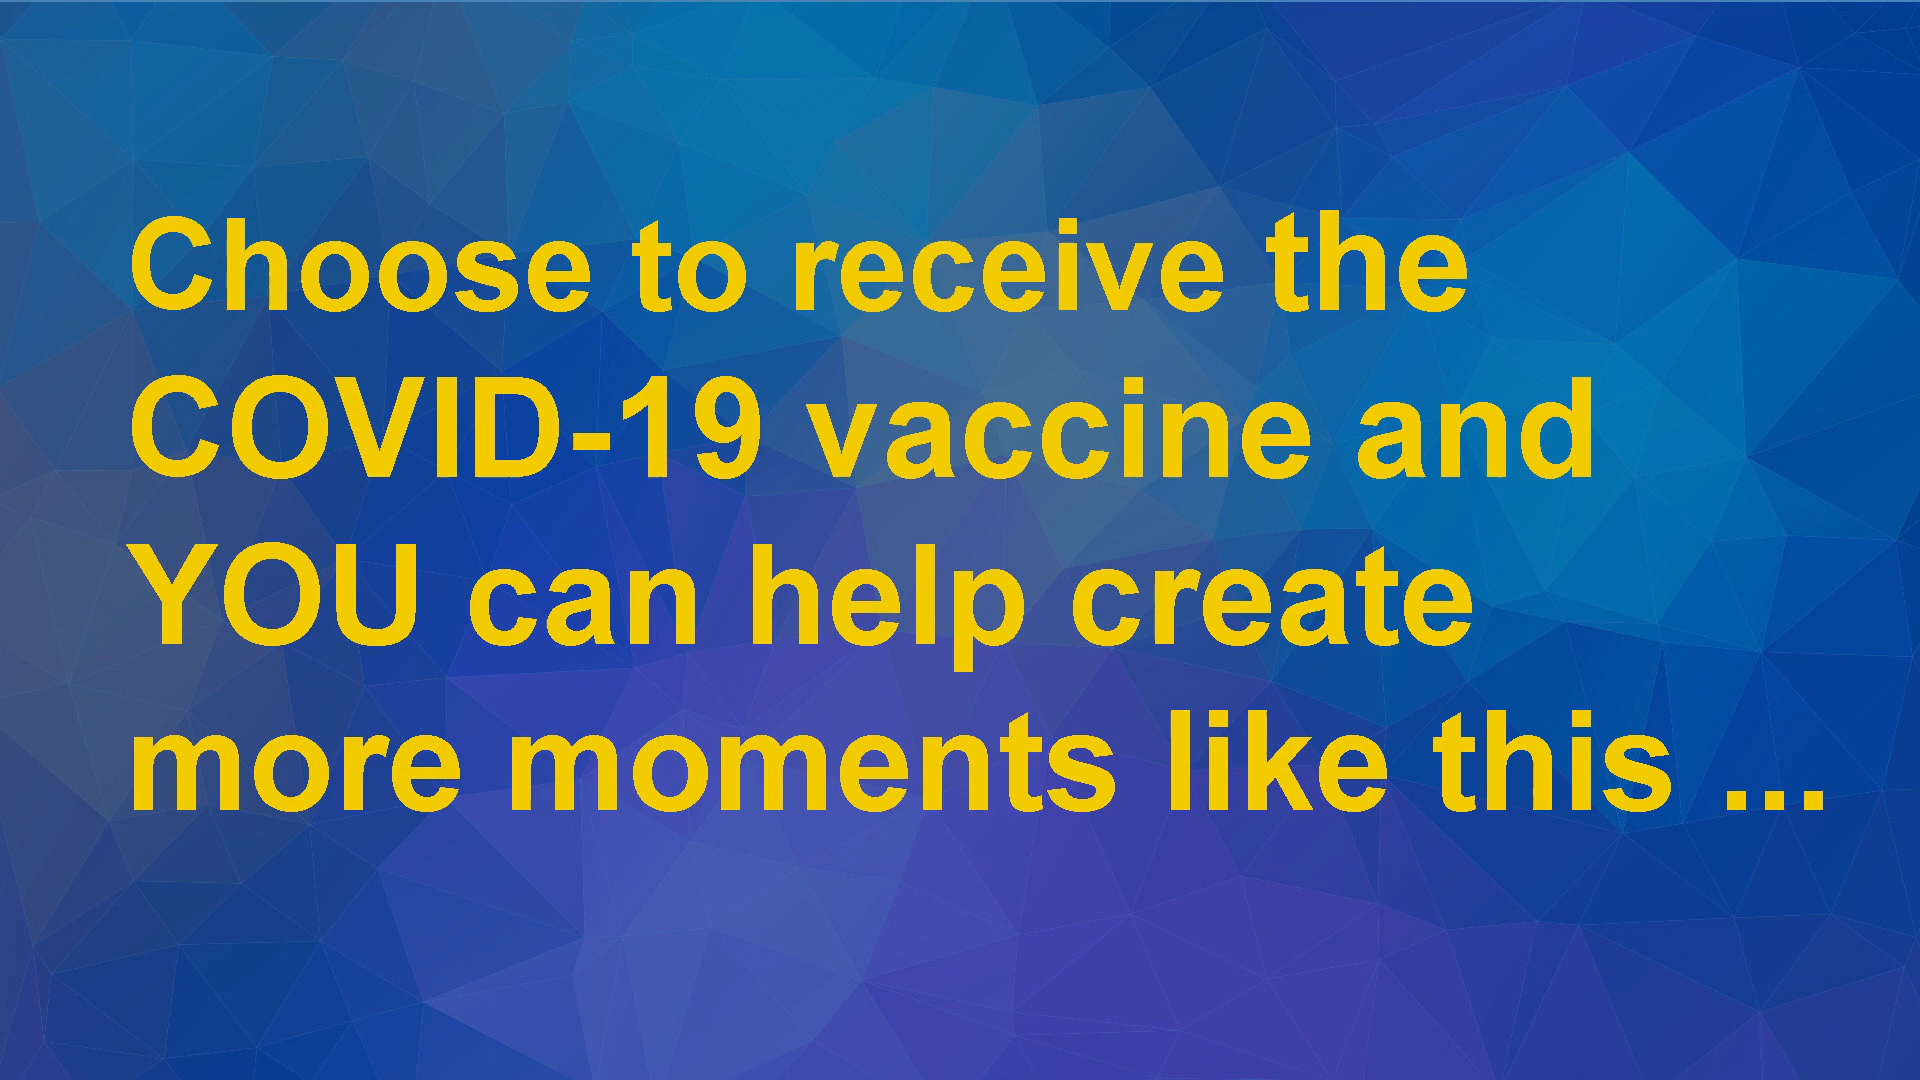 Choose to receive the
COVID-19 vaccine and
YOU can help create
more moments like this ...